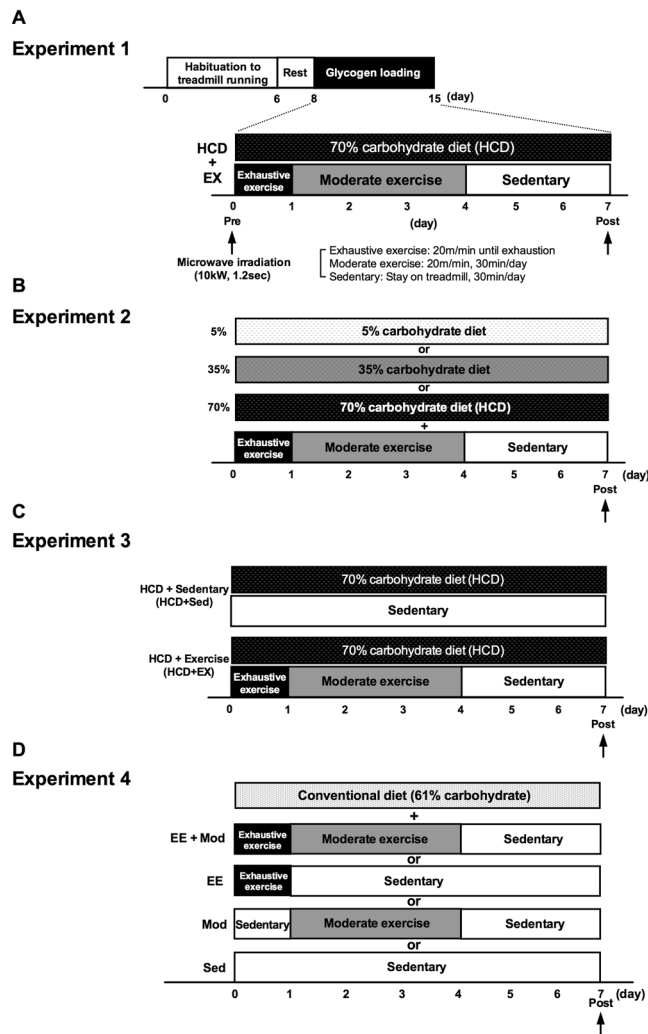 A
Experiment 1
Habituation to
treadmill running
Rest
Glycogen loading
0 6 8 15 (day)
HCD
+
EX
70% carbohydrate diet (HCD)
Exhaustive
exercise
Moderate exercise
Sedentary
0 1 2 3 4 5 6 7
Pre
(day)
Post
Microwave irradiation
(10kW, 1.2sec)
Exhaustive exercise: 20m/min until exhaustion
Moderate exercise: 20m/min, 30min/day
Sedentary: Stay on treadmill, 30min/day
B
Experiment 2
5% 5% carbohydrate diet
or
35% 35% carbohydrate diet
or
70% 70% carbohydrate diet (HCD)
+
Exhaustive
exercise
Moderate exercise
Sedentary
0 1 2 3 4 5 6 7 (day)
Post
C
Experiment 3
HCD + Sedentary
(HCD+Sed)
70% carbohydrate diet (HCD)
Sedentary
HCD + Exercise
(HCD+EX)
70% carbohydrate diet (HCD)
Exhaustive
exercise
Moderate exercise
Sedentary
0 1 2 3 4 5 6 7 (day)
Post
D
Experiment 4
Conventional diet (61% carbohydrate)
+
EE + Mod
Exhaustive
exercise
Moderate exercise
Sedentary
or
EE
Exhaustive
exercise
Sedentary
or
Mod
Sedentary
Moderate exercise
Sedentary
or
Sed
Sedentary
0 1 2 3 4 5 6 7 (day)
Post